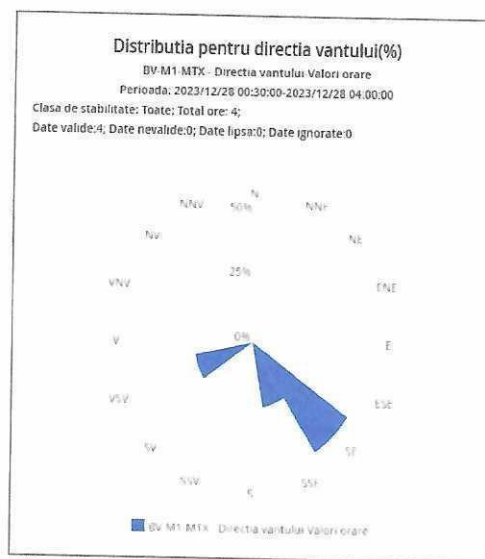 Distributia pentru directia vantului(%)
BV-M1-MTX - Directia vantului-Valori orare
Perioada: 2023/12/28 00:30:00-2023/12/28 04:00:00
Clasa de stabilitate: Toate; Total ore: 4;
Date valide:4; Date nevalide:0; Date lipsa:0; Date ignorate:0
N
NNV
50%
NNE
NV
NE
25%
VNV
ENE
V
0%
E
VSV
ESE
SV
SE
SSV
SSE
S
BV-M1-MTX - Directia vantului-Valori orare